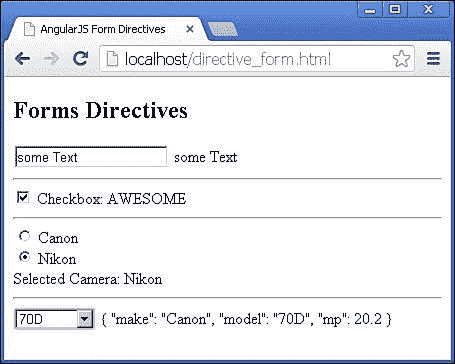 AngularJS Form Directives
localhost/directive_form.html
Forms Directives
some Text some Text
Checkbox: AWESOME
Canon
Nikon
Selected Camera: Nikon
70D { "make": "Canon", "model": "70D", "mp": 20.2 }